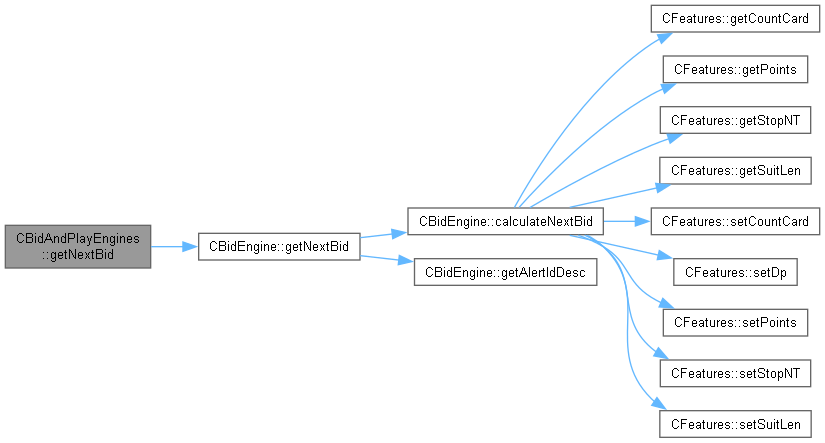 CBidAndPlayEngines
::getNextBid
CBidEngine::getNextBid
CBidEngine::calculateNextBid
CBidEngine::getAlertIdDesc
CFeatures::getCountCard
CFeatures::getPoints
CFeatures::getStopNT
CFeatures::getSuitLen
CFeatures::setCountCard
CFeatures::setDp
CFeatures::setPoints
CFeatures::setStopNT
CFeatures::setSuitLen